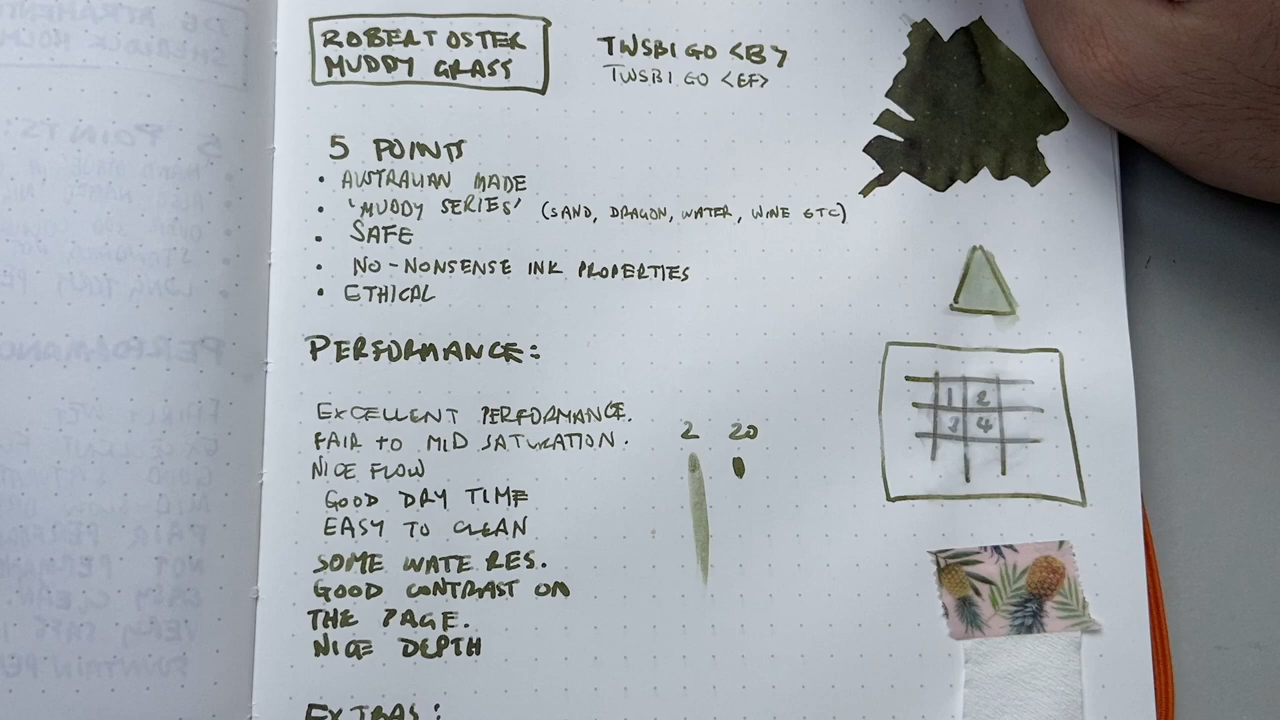 ROBERT OSTER
MUDDY GRASS
TWSBI GO <B>
TWSBI GO <EF>
5 POINTS
• AUSTRALIAN MADE
• 'MUDDY SERIES' (SAND, DRAGON, WATER, WINE ETC)
• SAFE
• NO-NONSENSE INK PROPERTIES
• ETHICAL
PERFORMANCE:
EXCELLENT PERFORMANCE.
FAIR TO MID SATURATION.
NICE FLOW
GOOD DRY TIME
EASY TO CLEAN
SOME WATE RES.
GOOD CONTRAST ON
THE PAGE.
NICE DEPTH
2 20
1 2
3 4
EXTRAS: